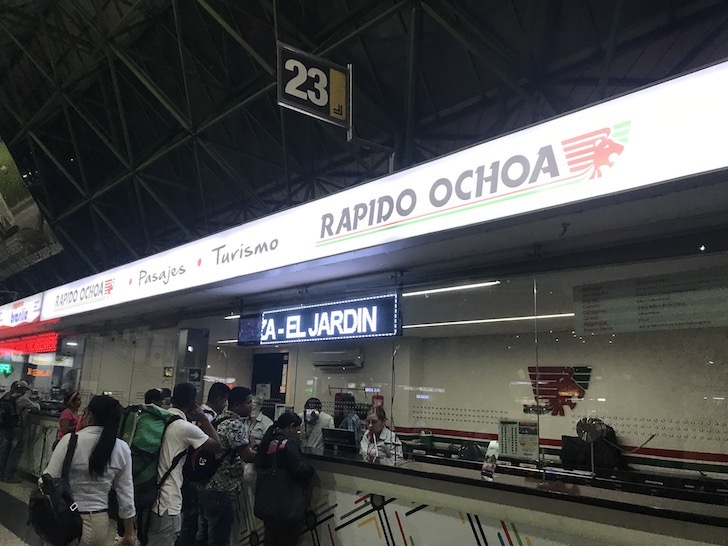 23
RAPIDO OCHOA
RAPIDO OCHOA • Pasajes • Turismo
ZA - EL JARDIN